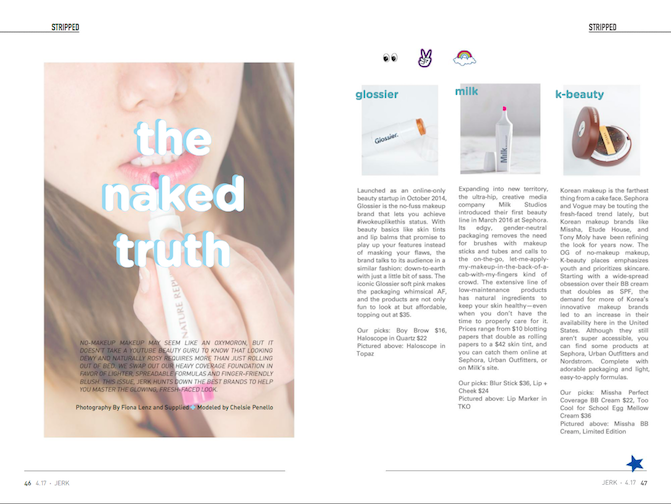 STRIPPED
the
naked
truth
NATURE REP
NO-MAKEUP MAKEUP MAY SEEM LIKE AN OXYMORON, BUT IT
DOESN'T TAKE A YOUTUBE BEAUTY GURU TO KNOW THAT LOOKING
DEWY AND NATURALLY ROSY REQUIRES MORE THAN JUST ROLLING
OUT OF BED. WE SWAP OUT OUR HEAVY COVERAGE FOUNDATION IN
FAVOR OF LIGHTER, SPREADABLE FORMULAS AND FINGER-FRIENDLY
BLUSH. THIS ISSUE, JERK HUNTS DOWN THE BEST BRANDS TO HELP
YOU MASTER THE GLOWING, FRESH-FACED LOOK.
Photography By Fiona Lenz and Supplied Modeled by Chelsie Penello
46 4.17 - JERK
STRIPPED
glossier
Glossier.
Launched as an online-only
beauty startup in October 2014,
Glossier is the no-fuss makeup
brand that lets you achieve
#iwokeuplikethis status. With
beauty basics like skin tints
and lip balms that promise to
play up your features instead
of masking your flaws, the
brand talks to its audience in a
similar fashion: down-to-earth
with just a little bit of sass. The
iconic Glossier soft pink makes
the packaging whimsical AF,
and the products are not only
fun to look at but affordable,
topping out at $35.
Our picks: Boy Brow $16,
Haloscope in Quartz $22
Pictured above: Haloscope in
Topaz
milk
Milk
Expanding into new territory,
the ultra-hip, creative media
company Milk Studios
introduced their first beauty
line in March 2016 at Sephora.
Its edgy, gender-neutral
packaging removes the need
for brushes with makeup
sticks and tubes and calls to
the on-the-go, let-me-apply-
my-makeup-in-the-back-of-a-
cab-with-my-fingers kind of
crowd. The extensive line of
low-maintenance products
has natural ingredients to
keep your skin healthy—even
when you don't have the
time to properly care for it.
Prices range from $10 blotting
papers that double as rolling
papers to a $42 skin tint, and
you can catch them online at
Sephora, Urban Outfitters, or
on Milk's site.
Our picks: Blur Stick $36, Lip +
Cheek $24
Pictured above: Lip Marker in
TKO
k-beauty
Korean makeup is the farthest
thing from a cake face. Sephora
and Vogue may be touting the
fresh-faced trend lately, but
Korean makeup brands like
Missha, Etude House, and
Tony Moly have been refining
the look for years now. The
OG of no-makeup makeup,
K-beauty places emphasizes
youth and prioritizes skincare.
Starting with a wide-spread
obsession over their BB cream
that doubles as SPF, the
demand for more of Korea's
innovative makeup brands
led to an increase in their
availability here in the United
States. Although they still
aren't super accessible, you
can find some products at
Sephora, Urban Outfitters and
Nordstrom. Complete with
adorable packaging and light,
easy-to-apply formulas.
Our picks: Missha Perfect
Coverage BB Cream $22, Too
Cool for School Egg Mellow
Cream $36
Pictured above: Missha BB
Cream, Limited Edition
JERK - 4.17 47